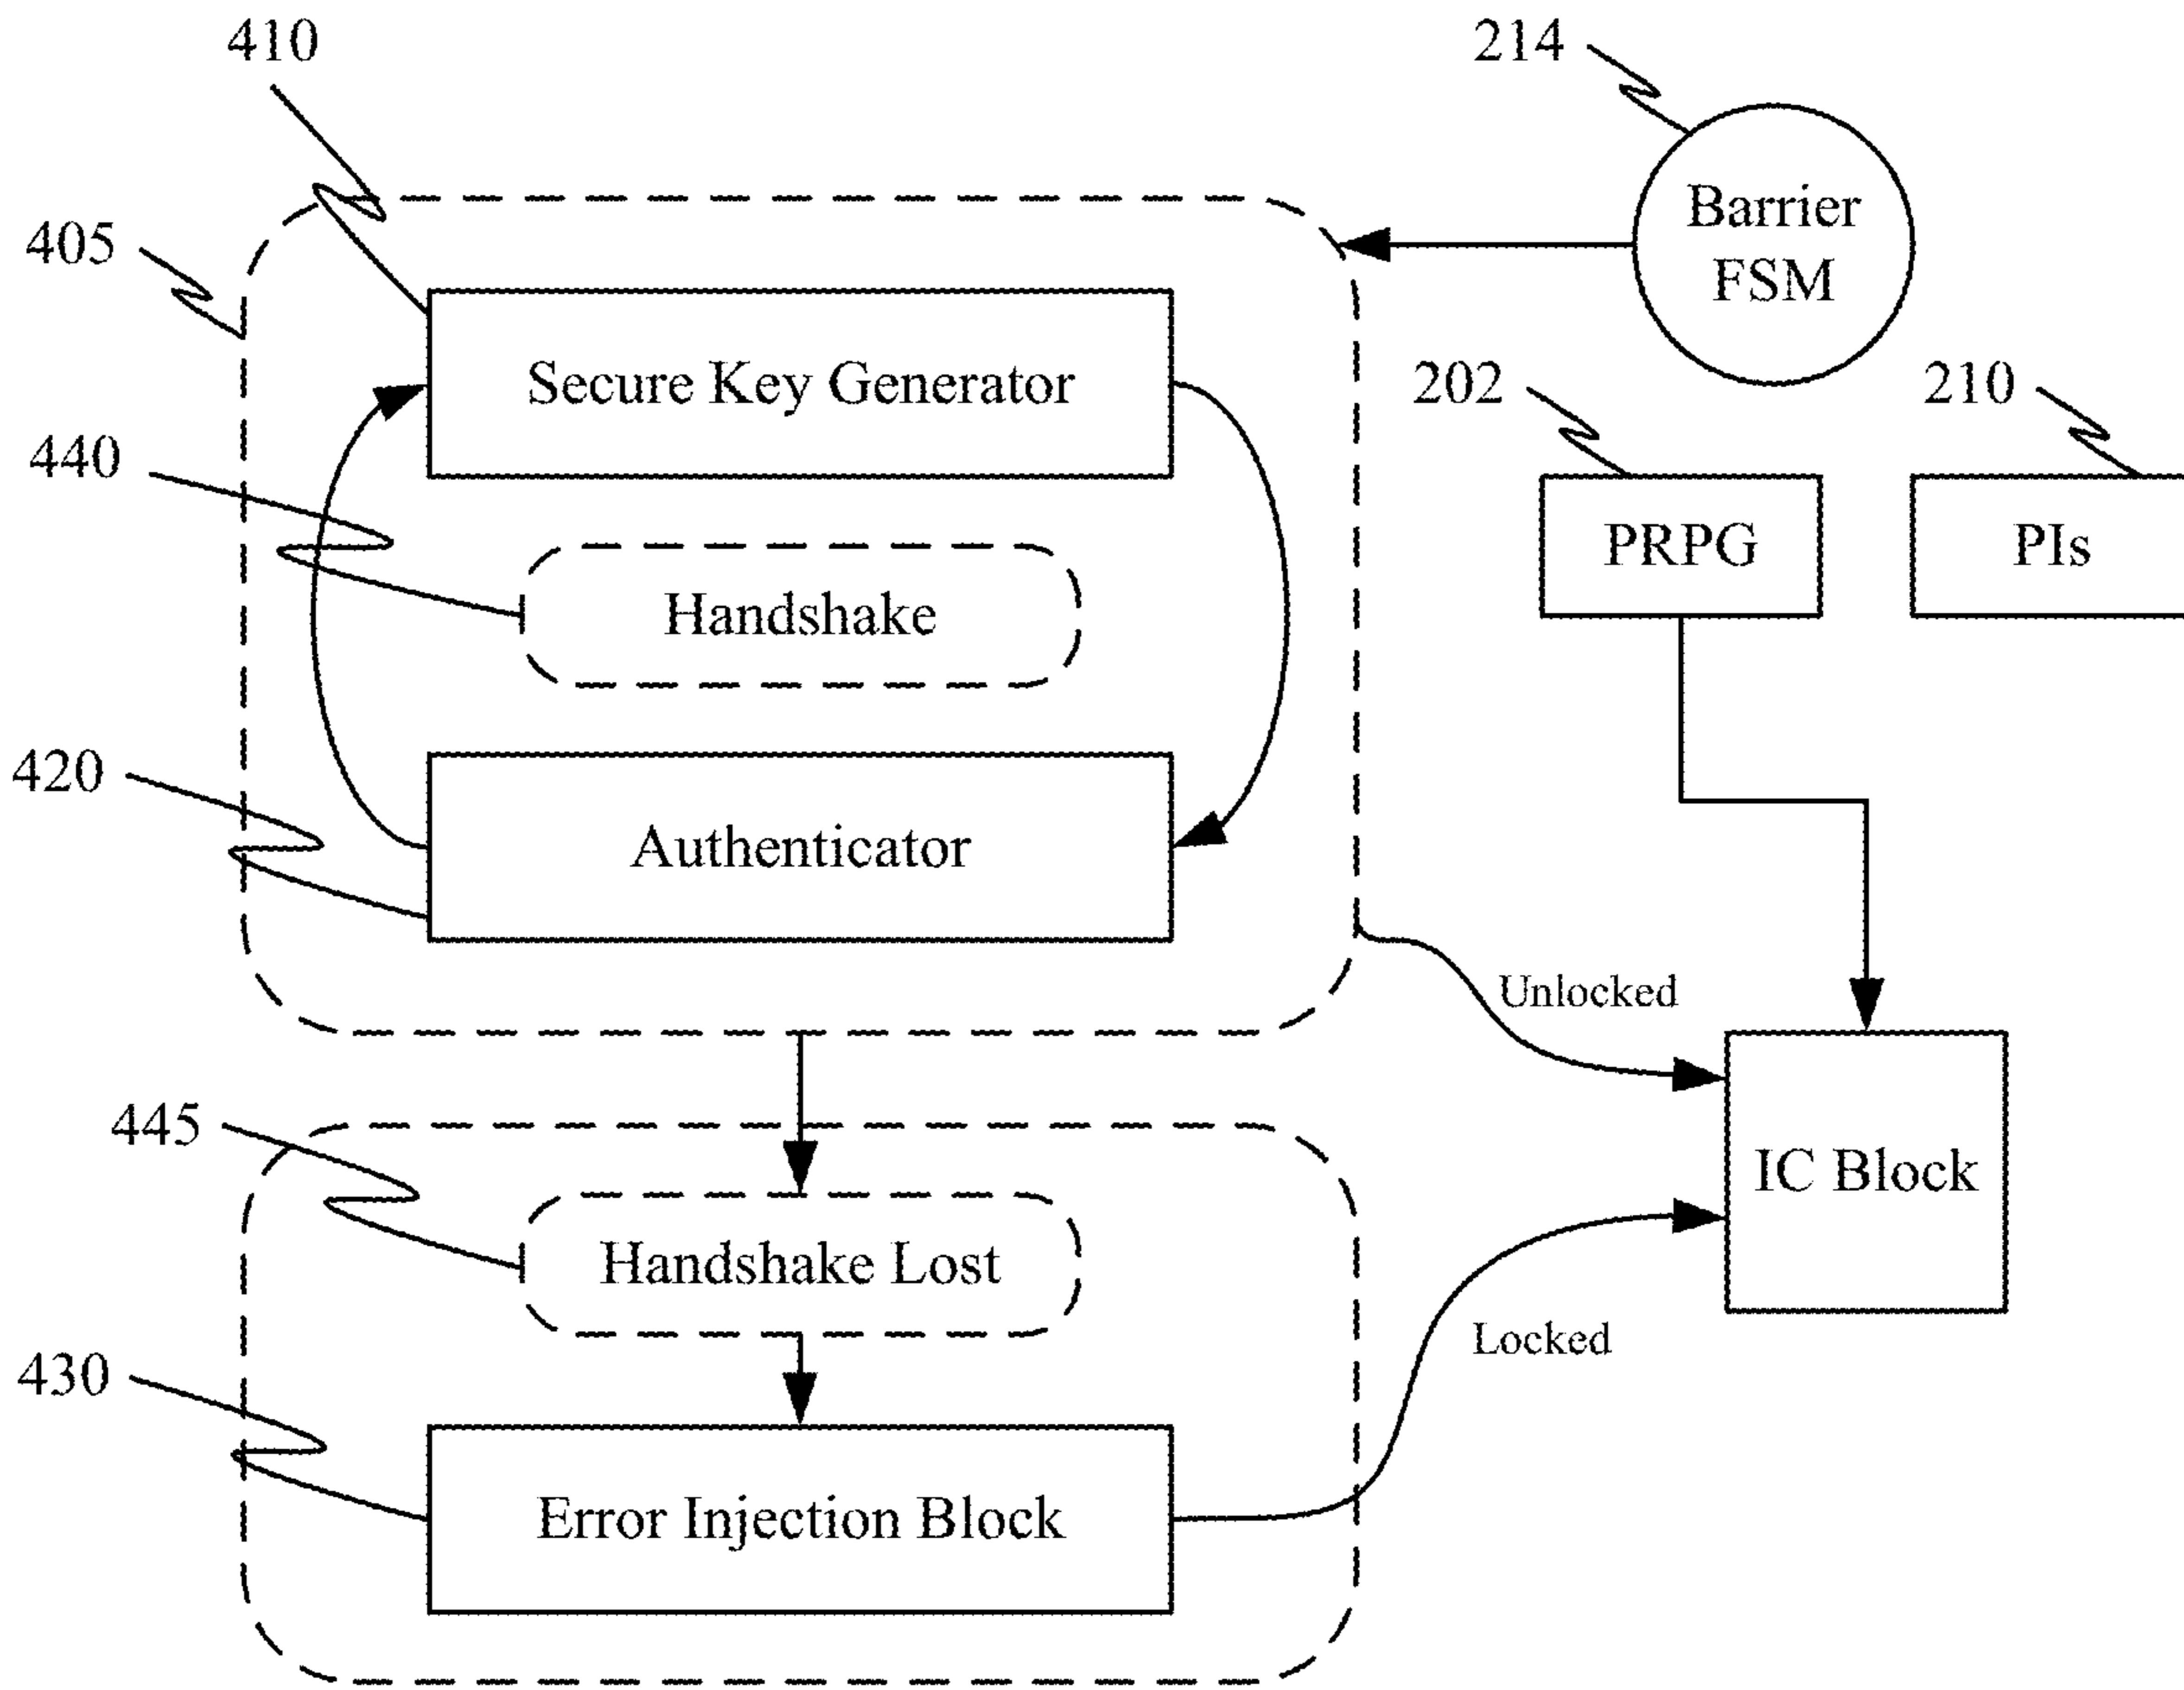 410
214
Barrier
FSM
405
Secure Key Generator
202
210
440
PRPG
PIs
Handshake
420
Authenticator
Unlocked
445
IC Block
Handshake Lost
Locked
430
Error Injection Block